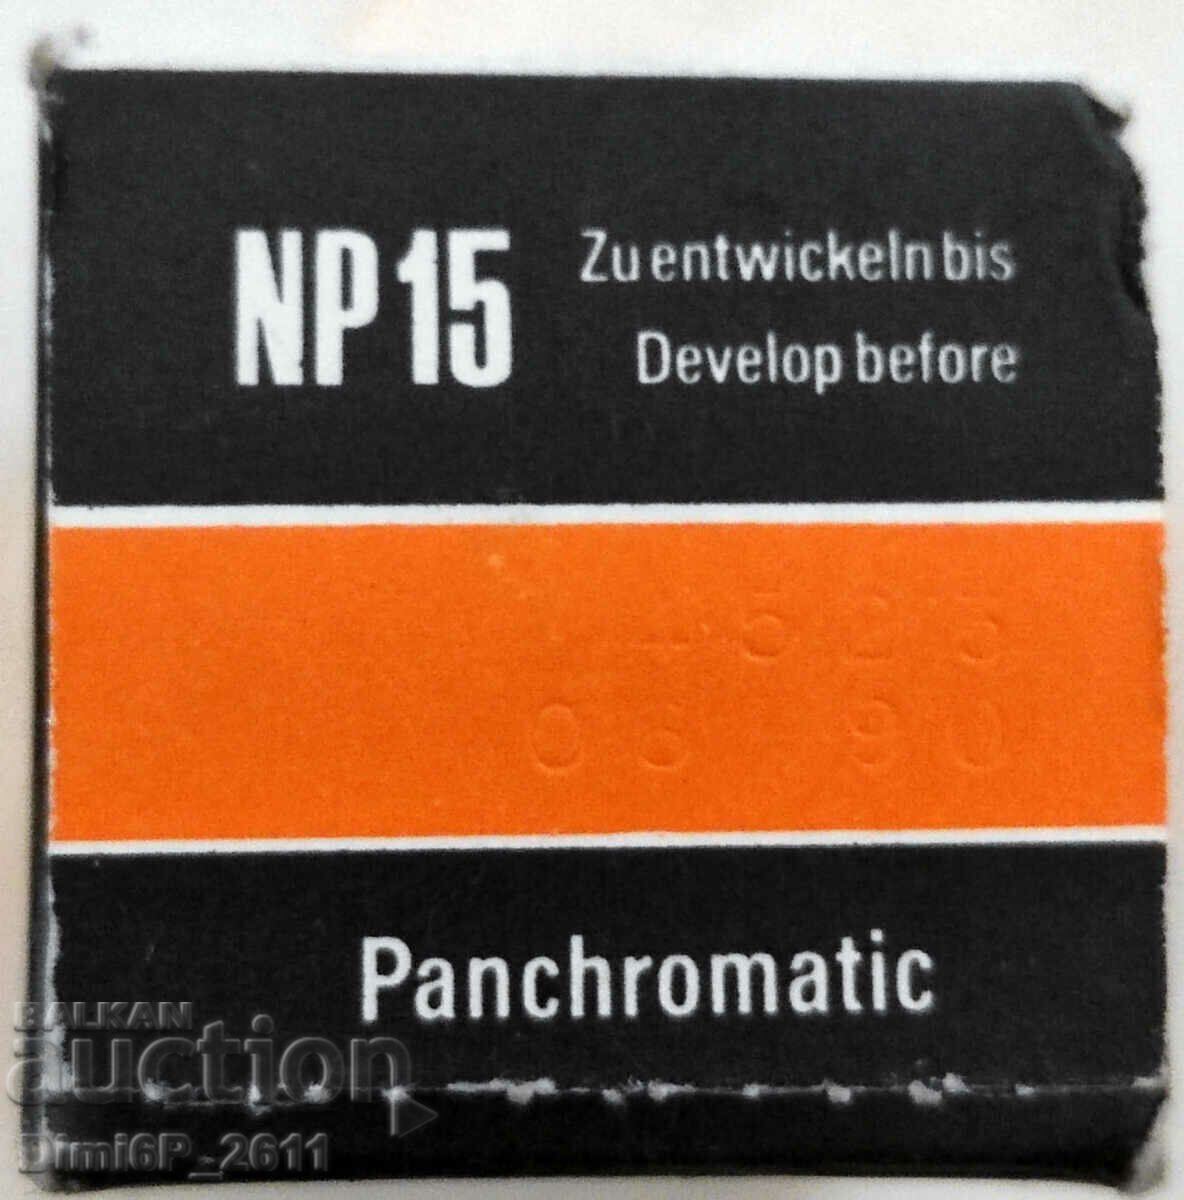 NP15
Zu entwickeln bis
Develop before
Panchromatic
BALKAN
auction
Dimi6P_2611